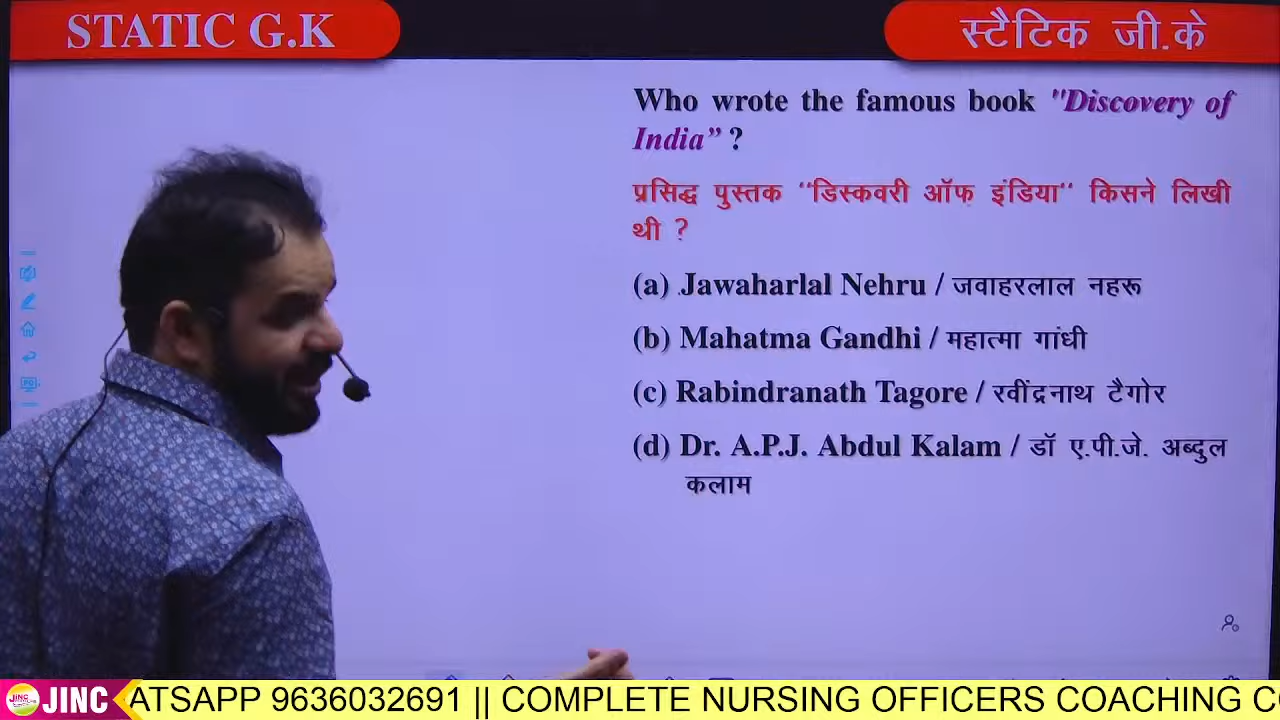 STATIC G.K
स्टैटिक जी.के
Who wrote the famous book "Discovery of
India” ?
प्रसिद्ध पुस्तक ‘‘डिस्कवरी ऑफ इंडिया‘‘ किसने लिखी
थी ?
(a) Jawaharlal Nehru / जवाहरलाल नहरू
(b) Mahatma Gandhi / महात्मा गांधी
(c) Rabindranath Tagore / रवींद्रनाथ टैगोर
(d) Dr. A.P.J. Abdul Kalam / डॉ ए.पी.जे. अब्दुल
कलाम
JINC ATSAPP 9636032691 || COMPLETE NURSING OFFICERS COACHING C